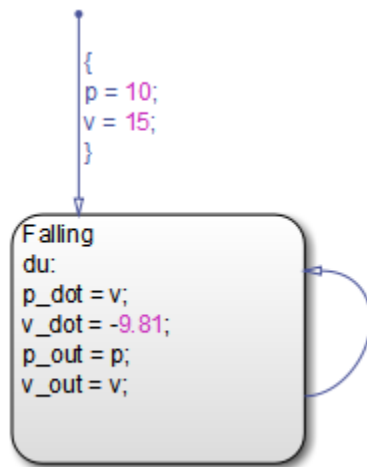 {
p = 10;
v = 15;
}
Falling
du:
p_dot = v;
v_dot = -9.81;
p_out = p;
v_out = v;